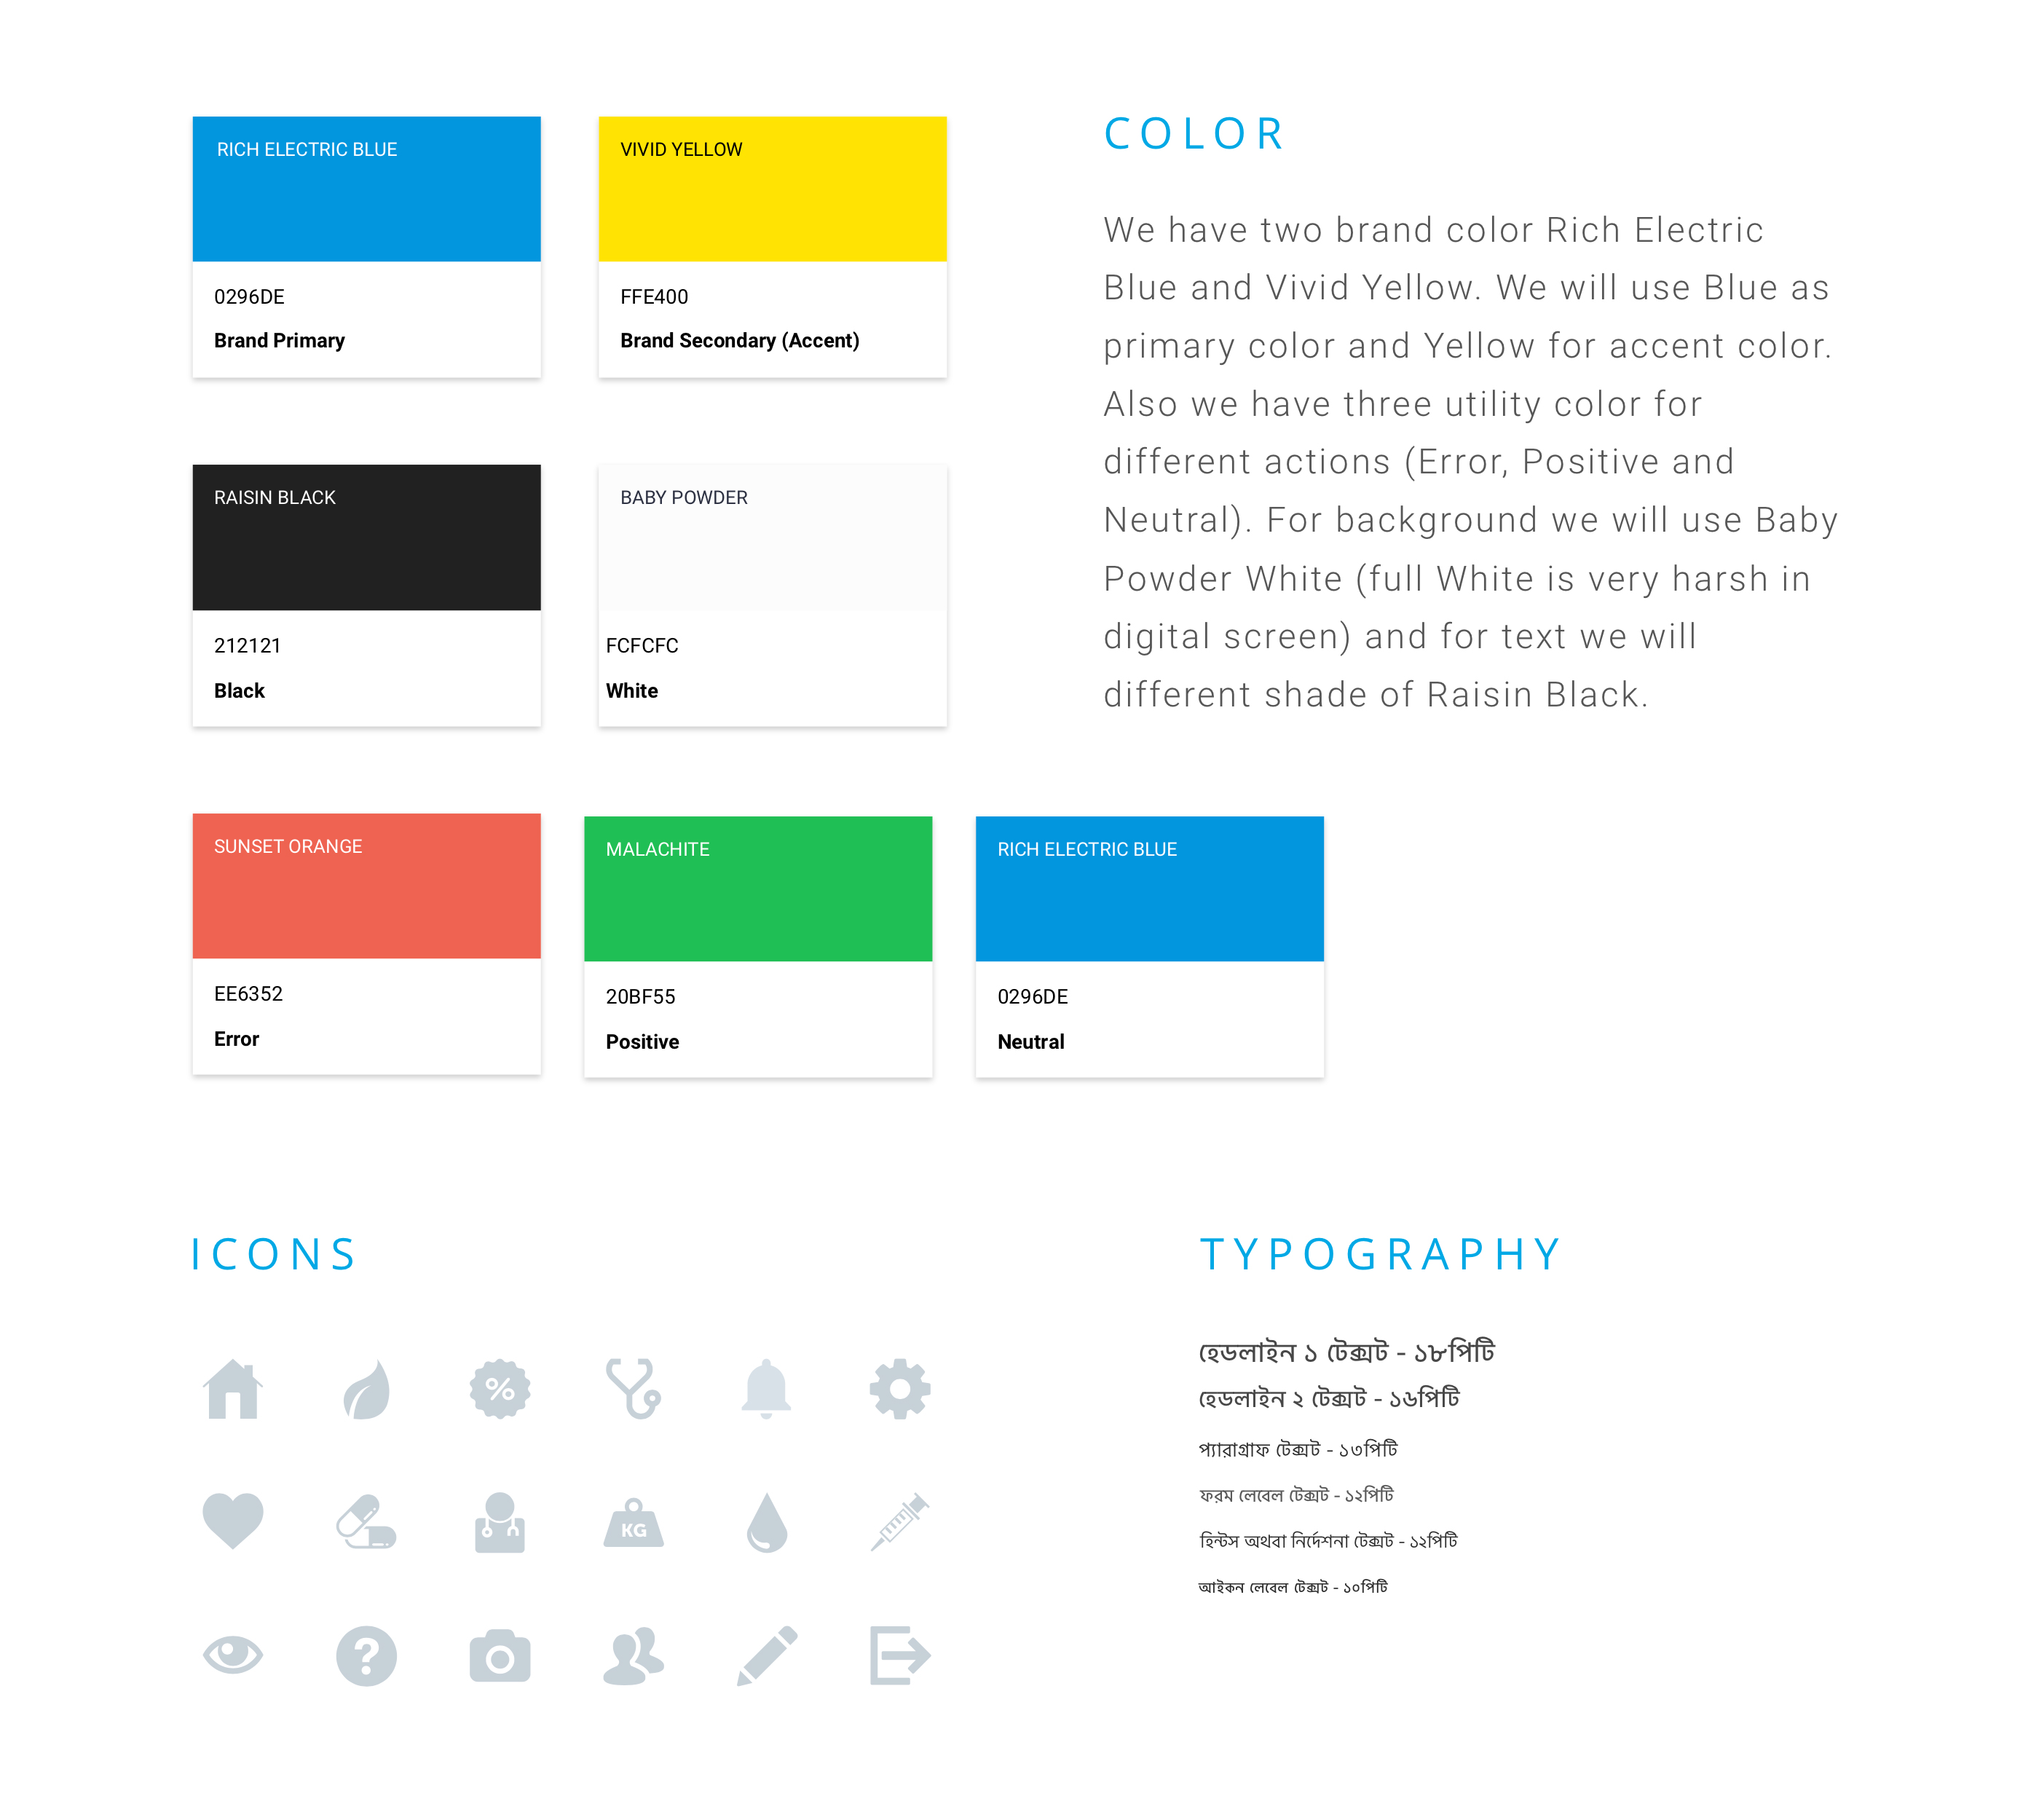 RICH ELECTRIC BLUE
0296DE
Brand Primary
VIVID YELLOW
FFE400
Brand Secondary (Accent)
COLOR
We have two brand color Rich Electric
Blue and Vivid Yellow. We will use Blue as
primary color and Yellow for accent color.
Also we have three utility color for
different actions (Error, Positive and
Neutral). For background we will use Baby
Powder White (full White is very harsh in
digital screen) and for text we will
different shade of Raisin Black.
RAISIN BLACK
212121
Black
BABY POWDER
FCFCFC
White
SUNSET ORANGE
EE6352
Error
MALACHITE
20BF55
Positive
RICH ELECTRIC BLUE
0296DE
Neutral
ICONS
%
KG
?
TYPOGRAPHY
হেডলাইন ১ টেক্সট - ১৮পিটি
হেডলাইন ২ টেক্সট - ১৬পিটি
প্যারাগ্রাফ টেক্সট - ১৩পিটি
ফরম লেবেল টেক্সট - ১২পিটি
হিন্টস অথবা নির্দেশনা টেক্সট - ১২পিটি
আইকন লেবেল টেক্সট - ১০পিটি